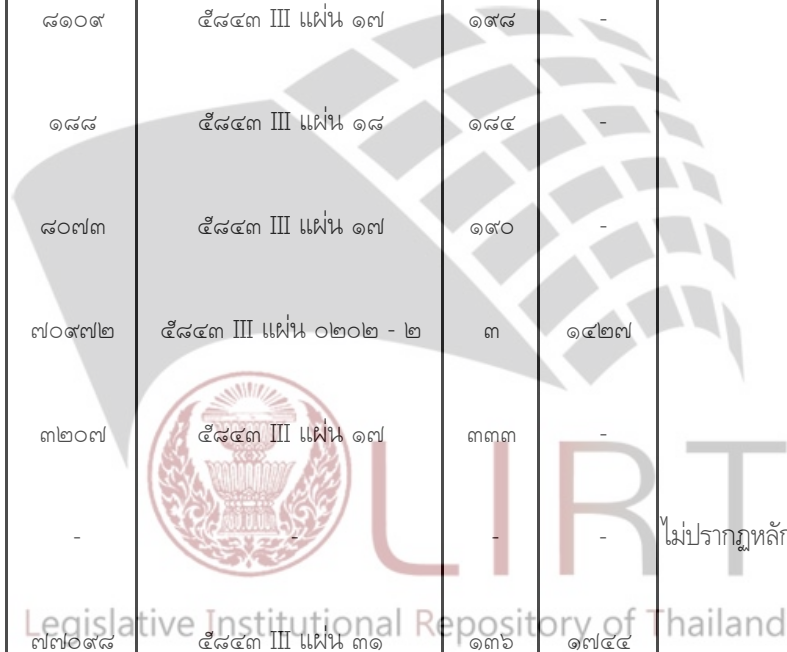 ๘๑๐๙ ๕๘๔๓ III แผ่น ๑๗ ๑๙๘ -
๑๘๘ ๕๘๔๓ III แผ่น ๑๘ ๑๘๔ -
๘๐๗๓ ๕๘๔๓ III แผ่น ๑๗ ๑๙๐ -
๗๐๙๗๒ ๕๘๔๓ III แผ่น ๐๒๐๒ - ๒ ๓ ๑๔๒๗
๓๒๐๗ ๕๘๔๓ III แผ่น ๑๗ ๓๓๓ -
LIRT
- - - - ไม่ปรากฏหลัก
Legislative Institutional Repository of Thailand
๗๗๐๙๘ ๕๘๔๓ III แผ่น ๓๑ ๑๓๖ ๑๗๔๔